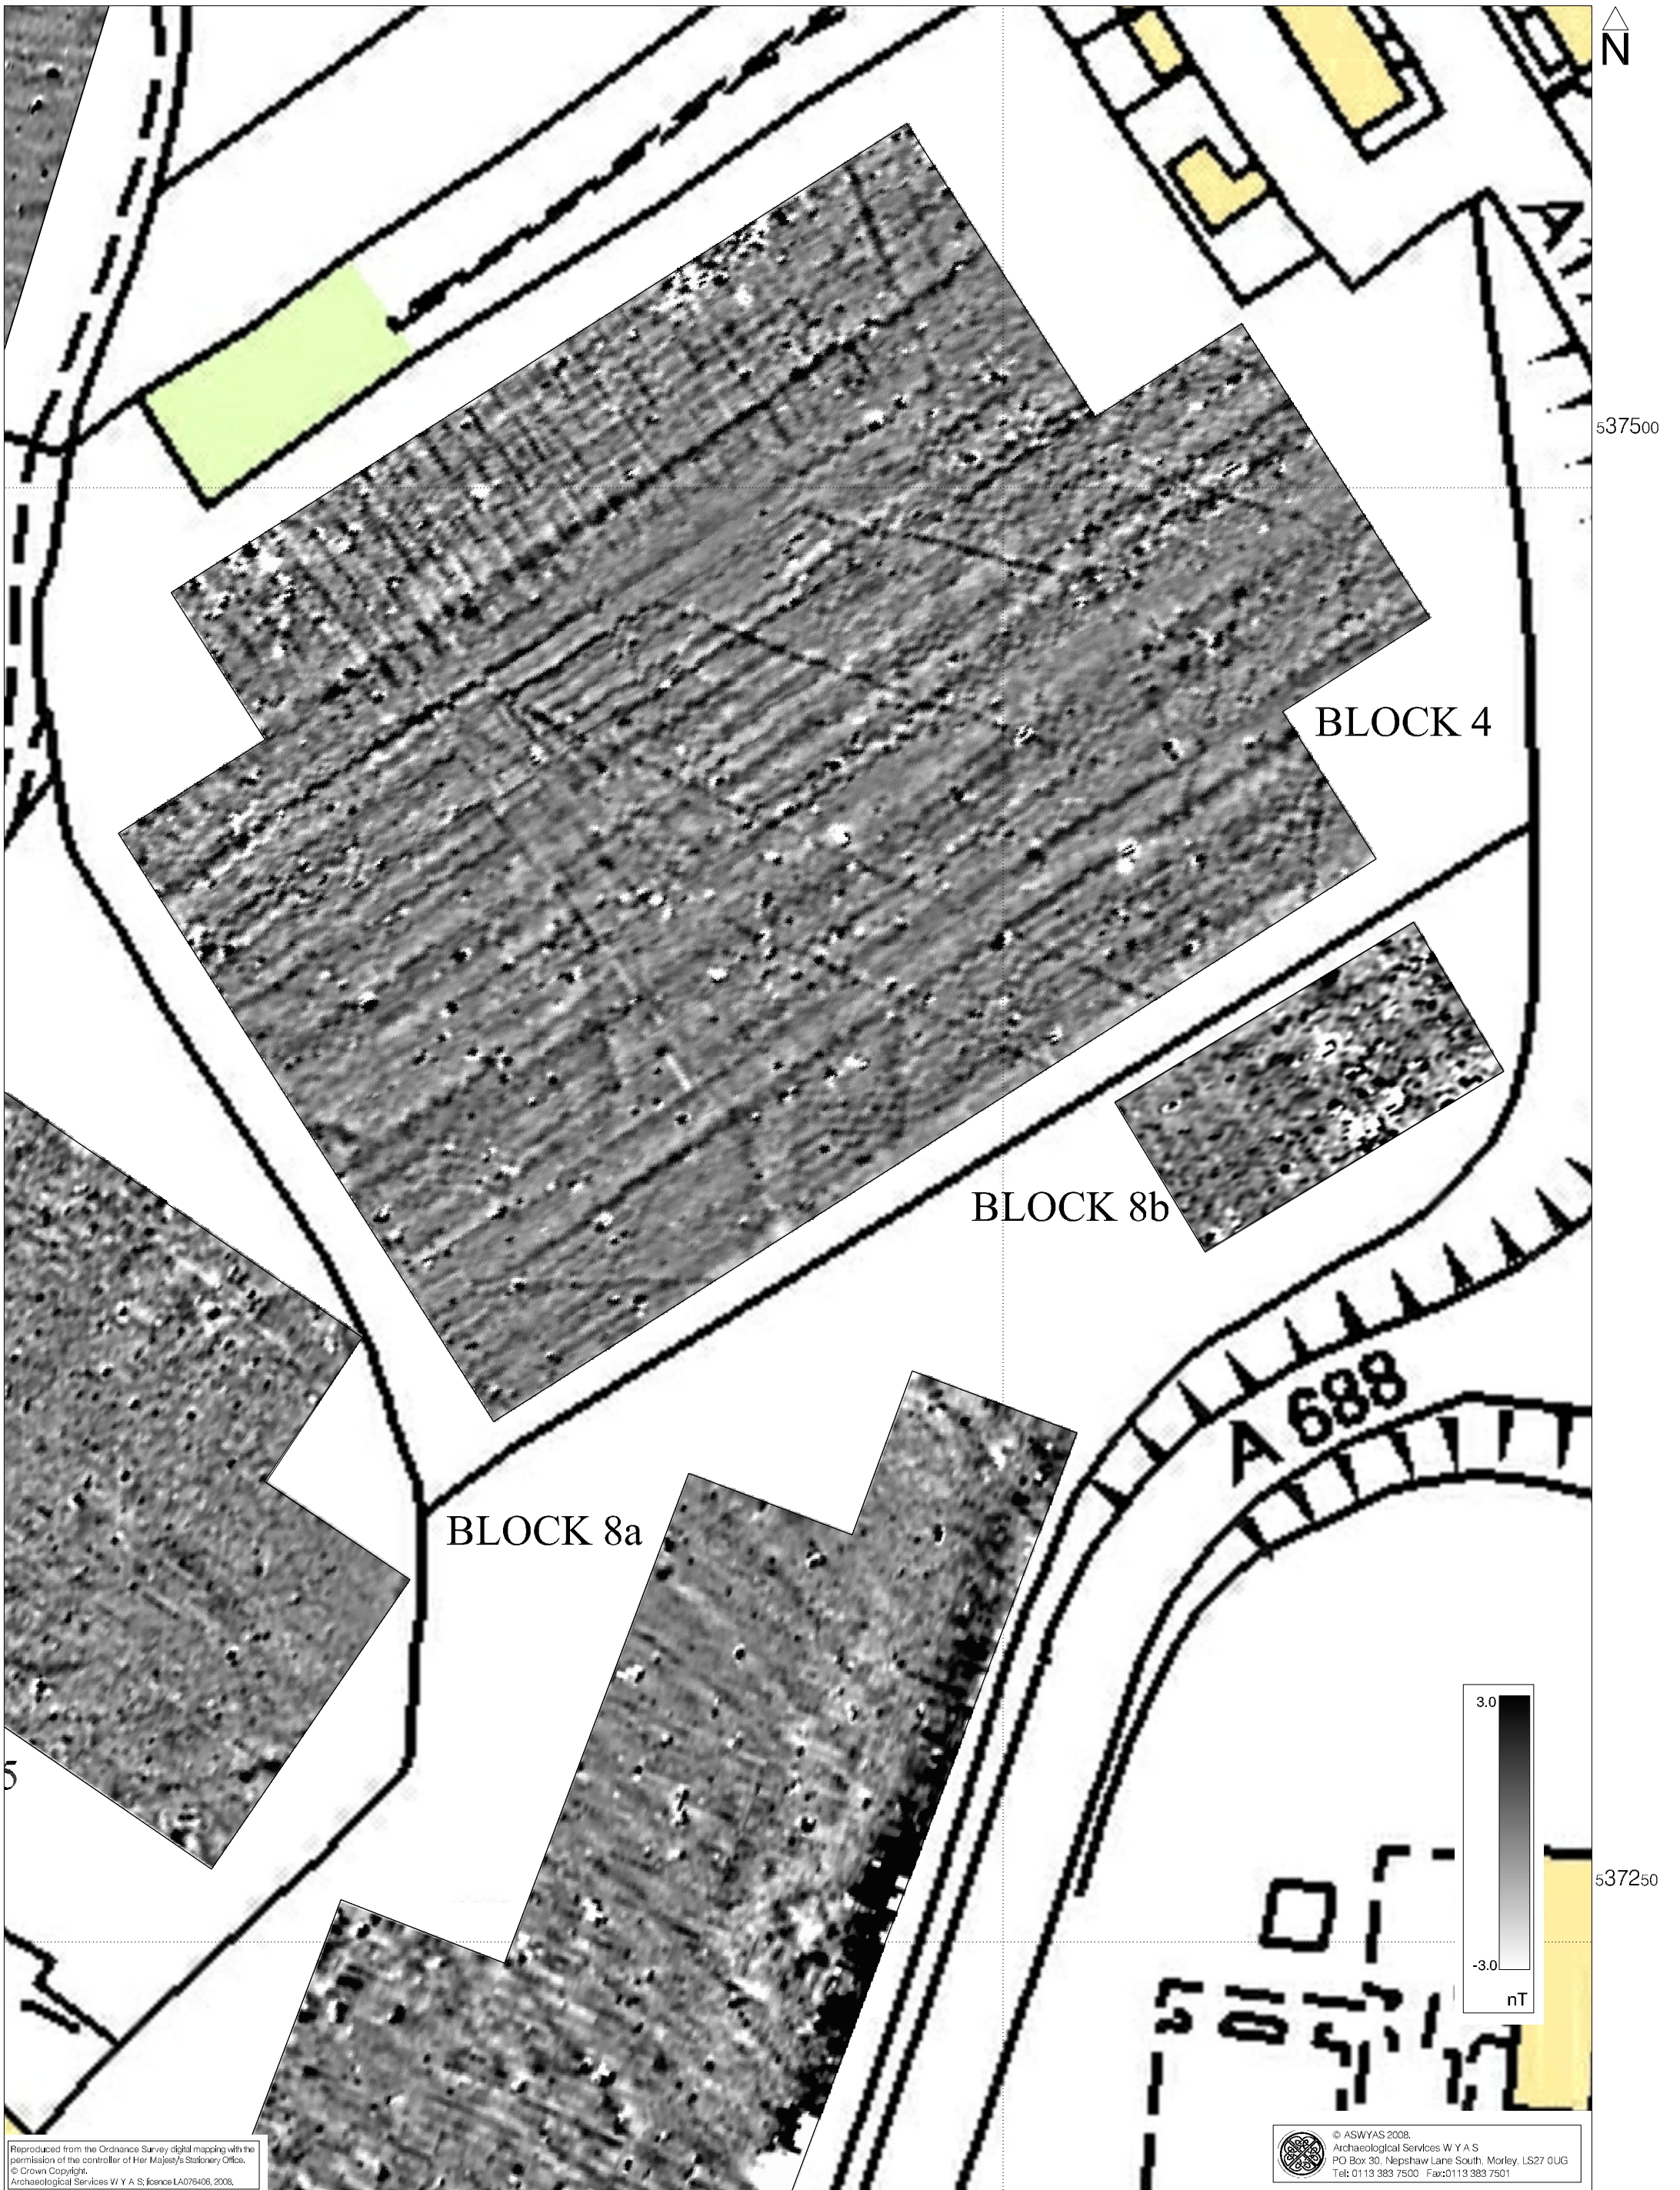 N
A
537500
BLOCK 4
BLOCK 8b
A 688
BLOCK 8a
3.0
5
537250
-3.0
nT
Reproduced from the Ordnance Survey digital mapping with the
permission of the controller of Her Majesty's Stationery Office.
© Crown Copyright.
Archaeological Services W Y A S; licence LA076406, 2008.
© ASWYAS 2008.
Archaeological Services W Y A S
PO Box 30, Nepshaw Lane South, Morley, LS27 0UG
Tel: 0113 383 7500 Fax:0113 383 7501